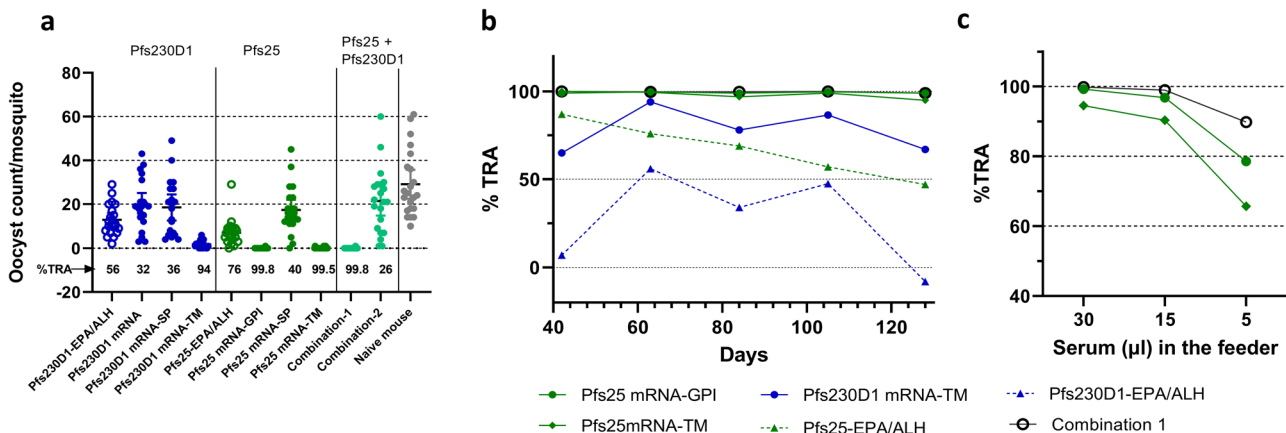 a
Pfs230D1
Pfs25
Pfs25 +
Pfs230D1
Oocyst count/mosquito
80
60
40
20
0
-20
%TRA
56 32 36 94 76 99.8 40 99.5 99.8 26
Pfs230D1-EPA/ALH
Pfs230D1 mRNA
Pfs230D1 mRNA-SP
Pfs230D1 mRNA-TM
Pfs25-EPA/ALH
Pfs25 mRNA-GPI
Pfs25 mRNA-SP
Pfs25 mRNA-TM
Combination-1
Combination-2
Naive mouse
b
% TRA
100
50
0
40 60 80 100 120
Days
c
%TRA
100
80
60
40
30 15 5
Serum (µl) in the feeder
Pfs25 mRNA-GPI
Pfs230D1 mRNA-TM
Pfs230D1-EPA/ALH
Pfs25mRNA-TM
Pfs25-EPA/ALH
Combination 1